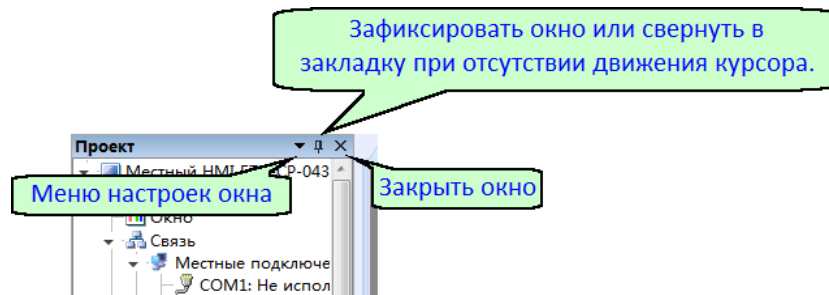 Зафиксировать окно или свернуть в
закладку при отсутствии движения курсора.
Проект
Местный HMI
P-043
Меню настроек окна
Закрыть окно
Окно
Связь
Местные подключе
COM1: Не испол